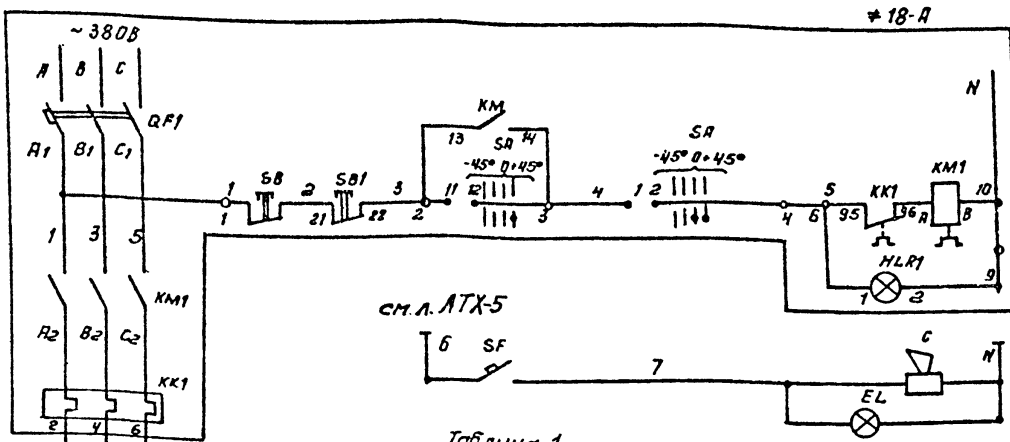 ≠18-А
~380В
А В С
N
КМ
QF1
13 14
SA
SA
-45° 0 +45°
-45° 0 +45°
КМ1
А1 В1 С1
1 SB 2 SB1 3 11 12 4 1 2 5 КК1 10
1 21 22 2 3 4 6 95 96 А В
1 3 5
HLR1
9
1 2
КМ1
см.л. АТХ-5
А2 В2 С2
6 SF 7 С N
КК1
EL
2 4 6
Таблица 1